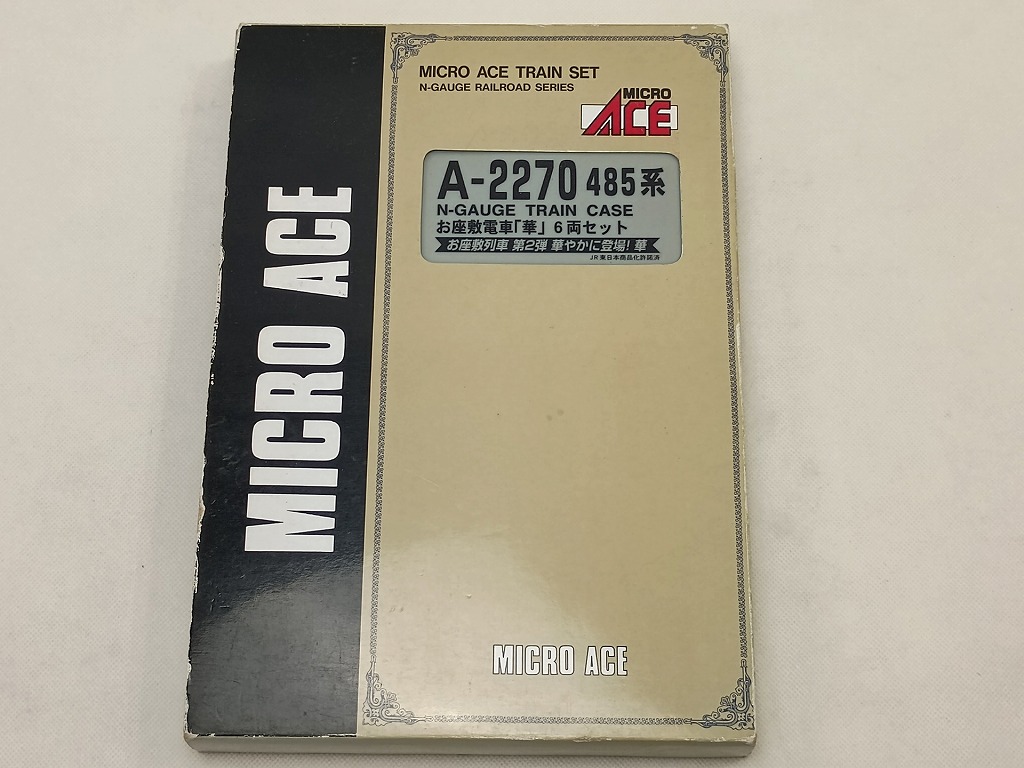 MICRO ACE
MICRO ACE TRAIN SET
N-GAUGE RAILROAD SERIES
MICRO
ACE
A-2270 485系
N-GAUGE TRAIN CASE
お座敷電車「華」6両セット
お座敷列車 第2弾 華やかに登場! 華
JR東日本商品化許諾済
MICRO ACE